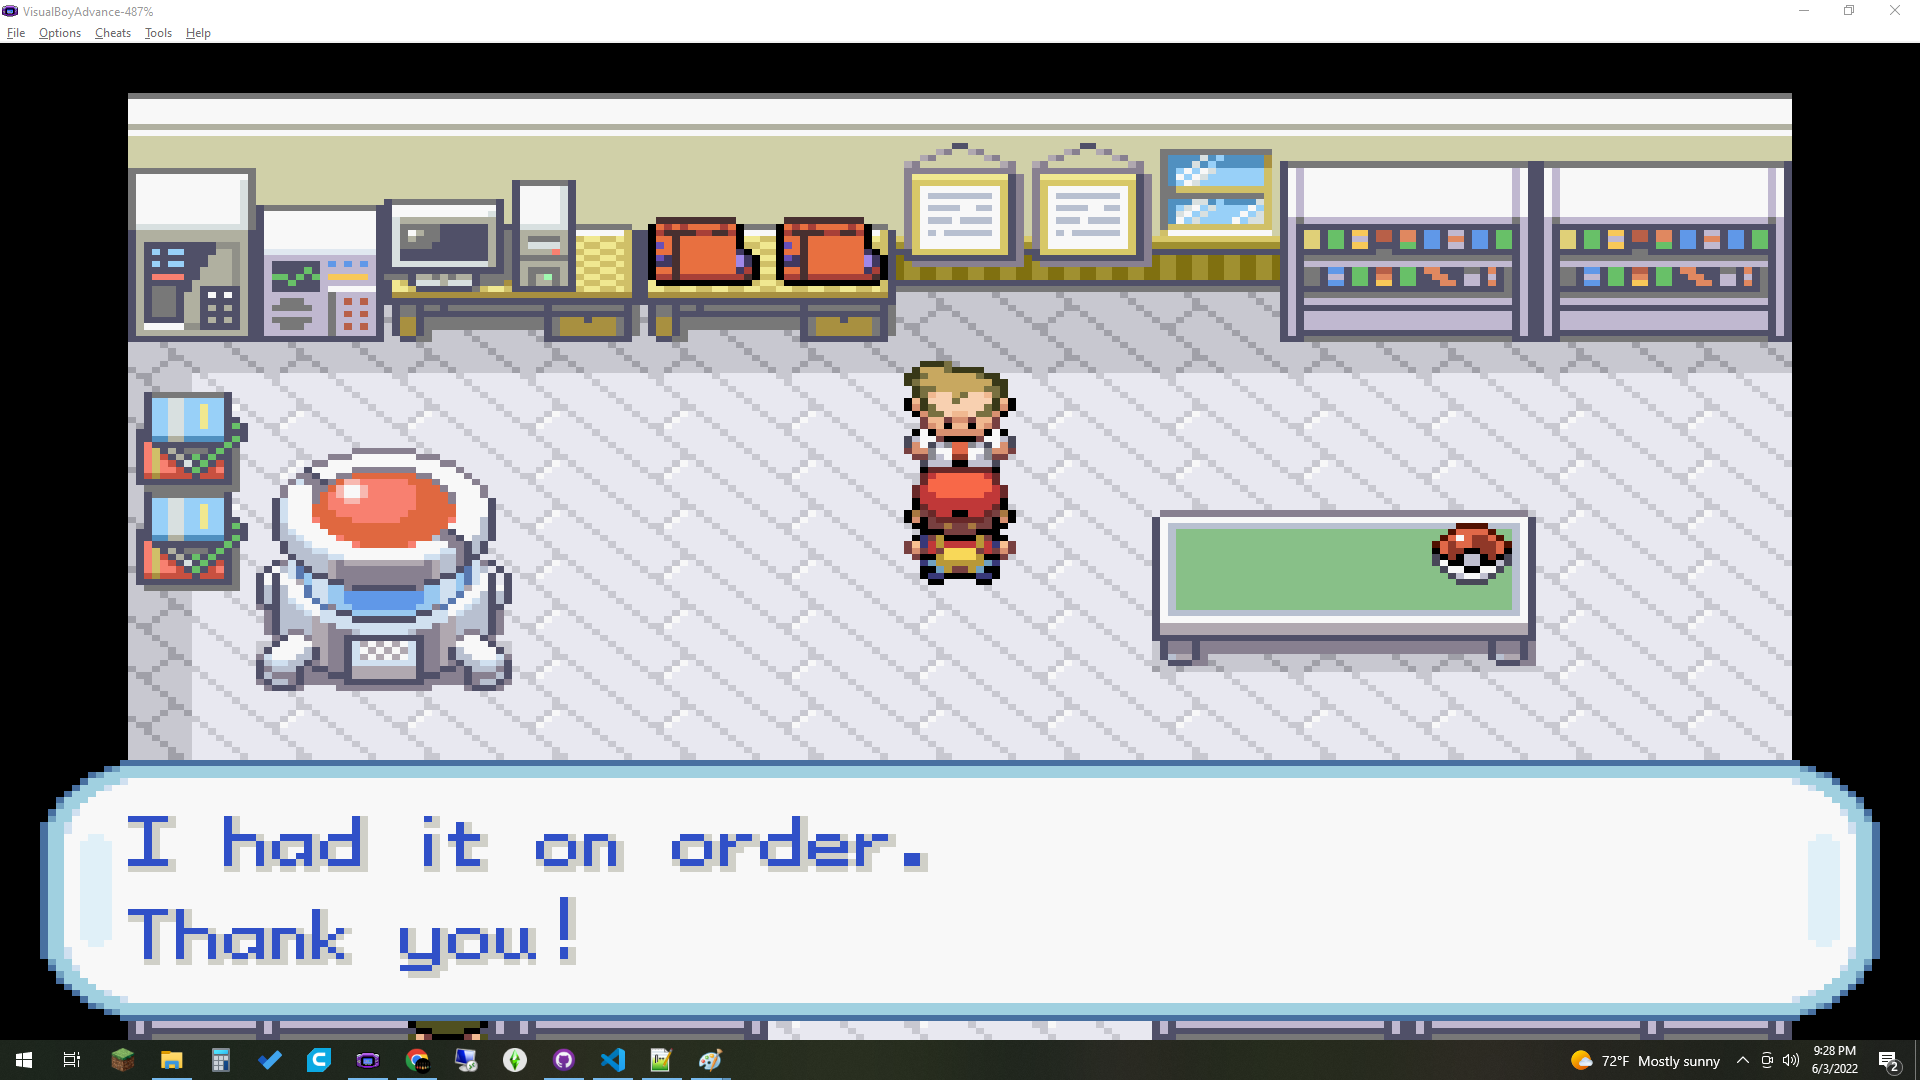 VisualBoyAdvance-487%
File Options Cheats Tools Help
I had it on order.
Thank you!
72°F Mostly sunny
9:28 PM
6/3/2022
2